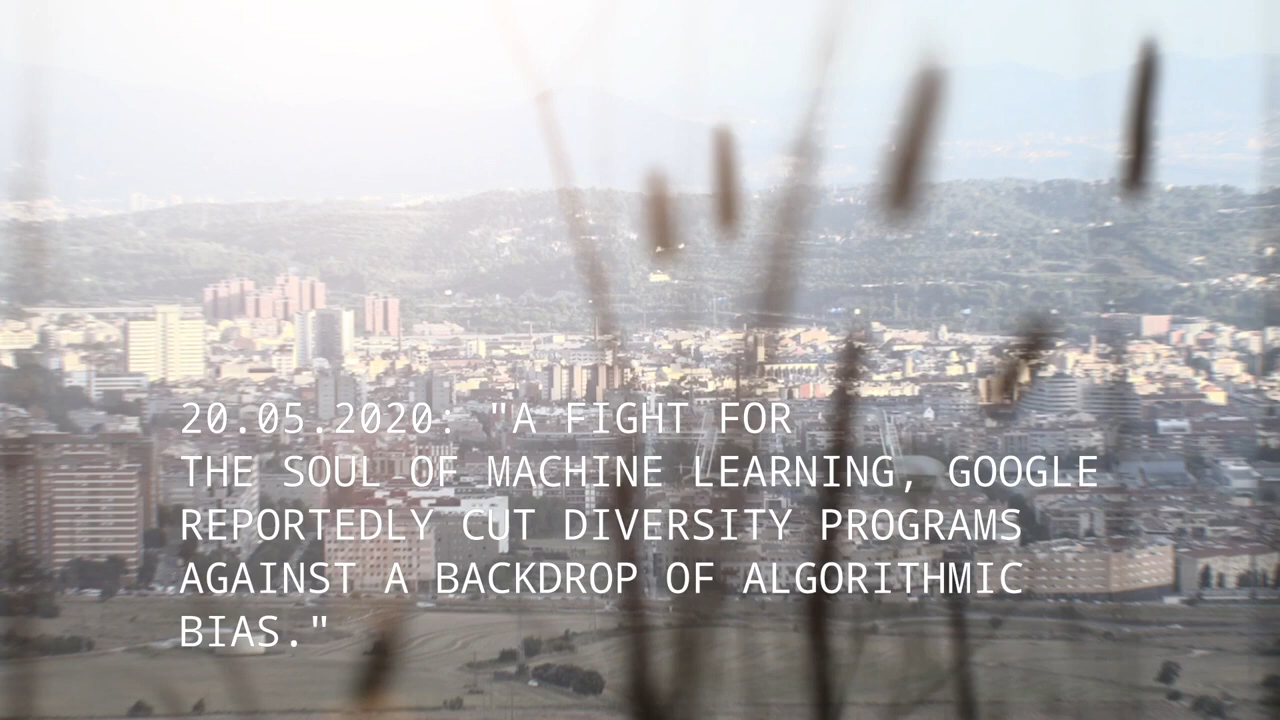 20.05.2020: "A FIGHT FOR
THE SOUL OF MACHINE LEARNING, GOOGLE
REPORTEDLY CUT DIVERSITY PROGRAMS
AGAINST A BACKDROP OF ALGORITHMIC
BIAS."